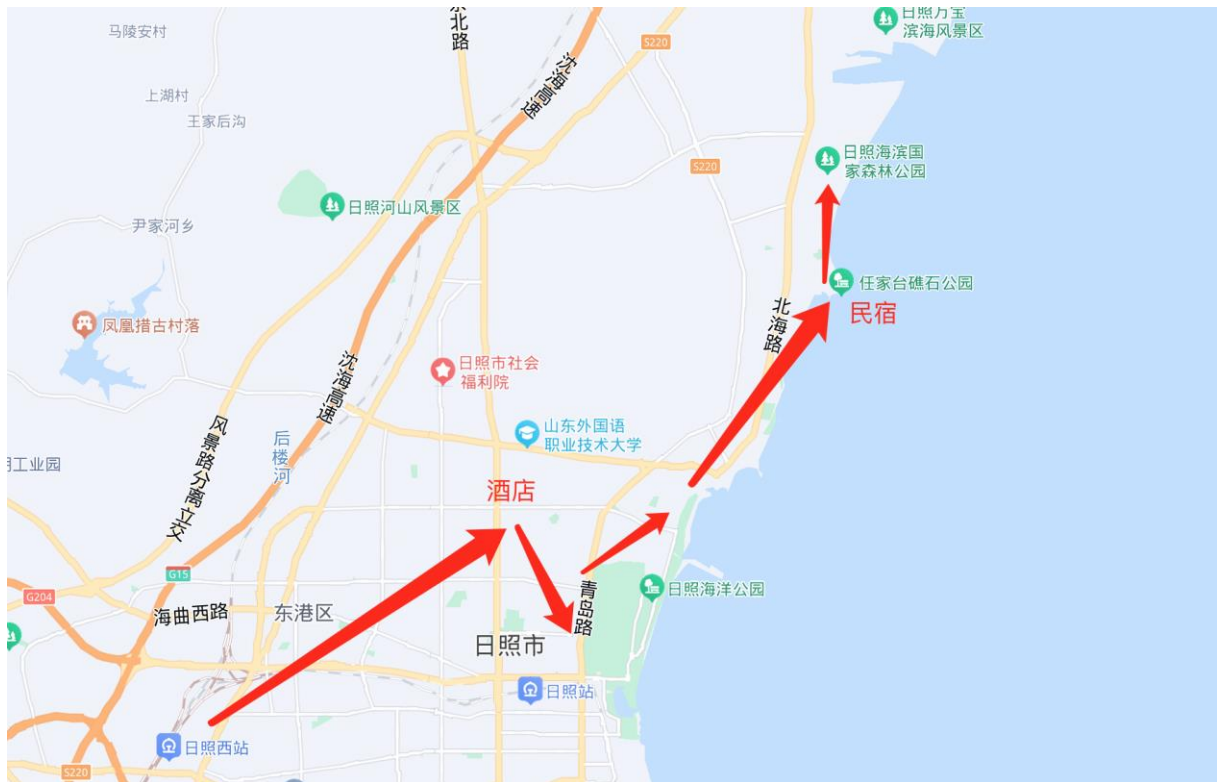 马陵安村
北路
日照万宝
滨海风景区
S220
沈海高速
上湖村
王家后沟
日照海滨国
家森林公园
S220
日照河山风景区
尹家河乡
任家台礁石公园
民宿
北海路
凤凰措古村落
沈海高速
日照市社会
福利院
风景路分离立交
后楼河
山东外国语
职业技术大学
工业园
酒店
G15
G204
海曲西路
东港区
青岛路
日照海洋公园
日照市
日照站
日照西站
S220